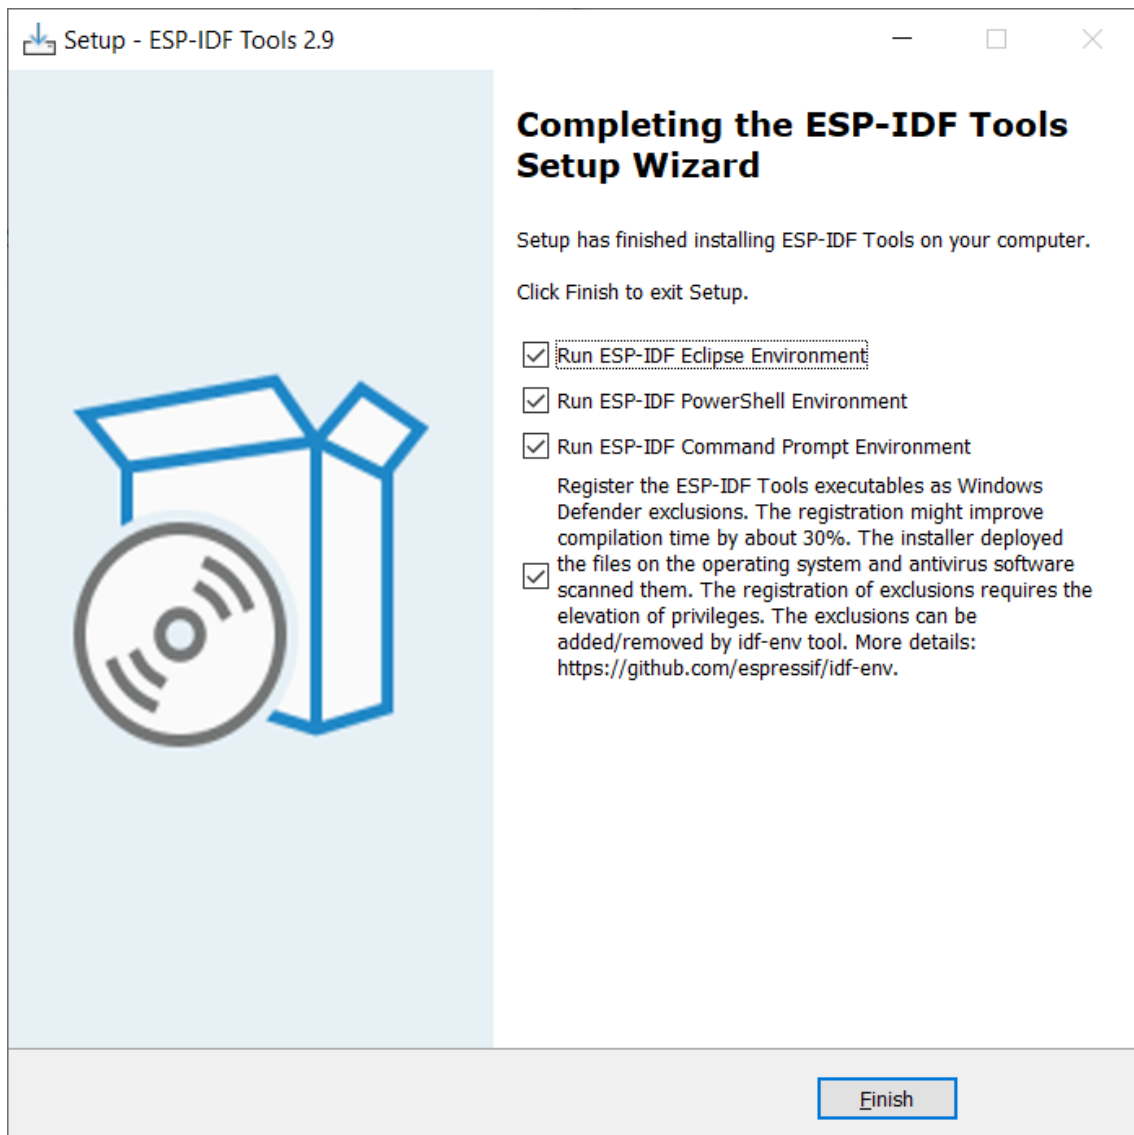 Setup - ESP-IDF Tools 2.9
Completing the ESP-IDF Tools
Setup Wizard
Setup has finished installing ESP-IDF Tools on your computer.
Click Finish to exit Setup.
Run ESP-IDF Eclipse Environment
Run ESP-IDF PowerShell Environment
Run ESP-IDF Command Prompt Environment
Register the ESP-IDF Tools executables as Windows
Defender exclusions. The registration might improve
compilation time by about 30%. The installer deployed
the files on the operating system and antivirus software
scanned them. The registration of exclusions requires the
elevation of privileges. The exclusions can be
added/removed by idf-env tool. More details:
https://github.com/espressif/idf-env.
Finish